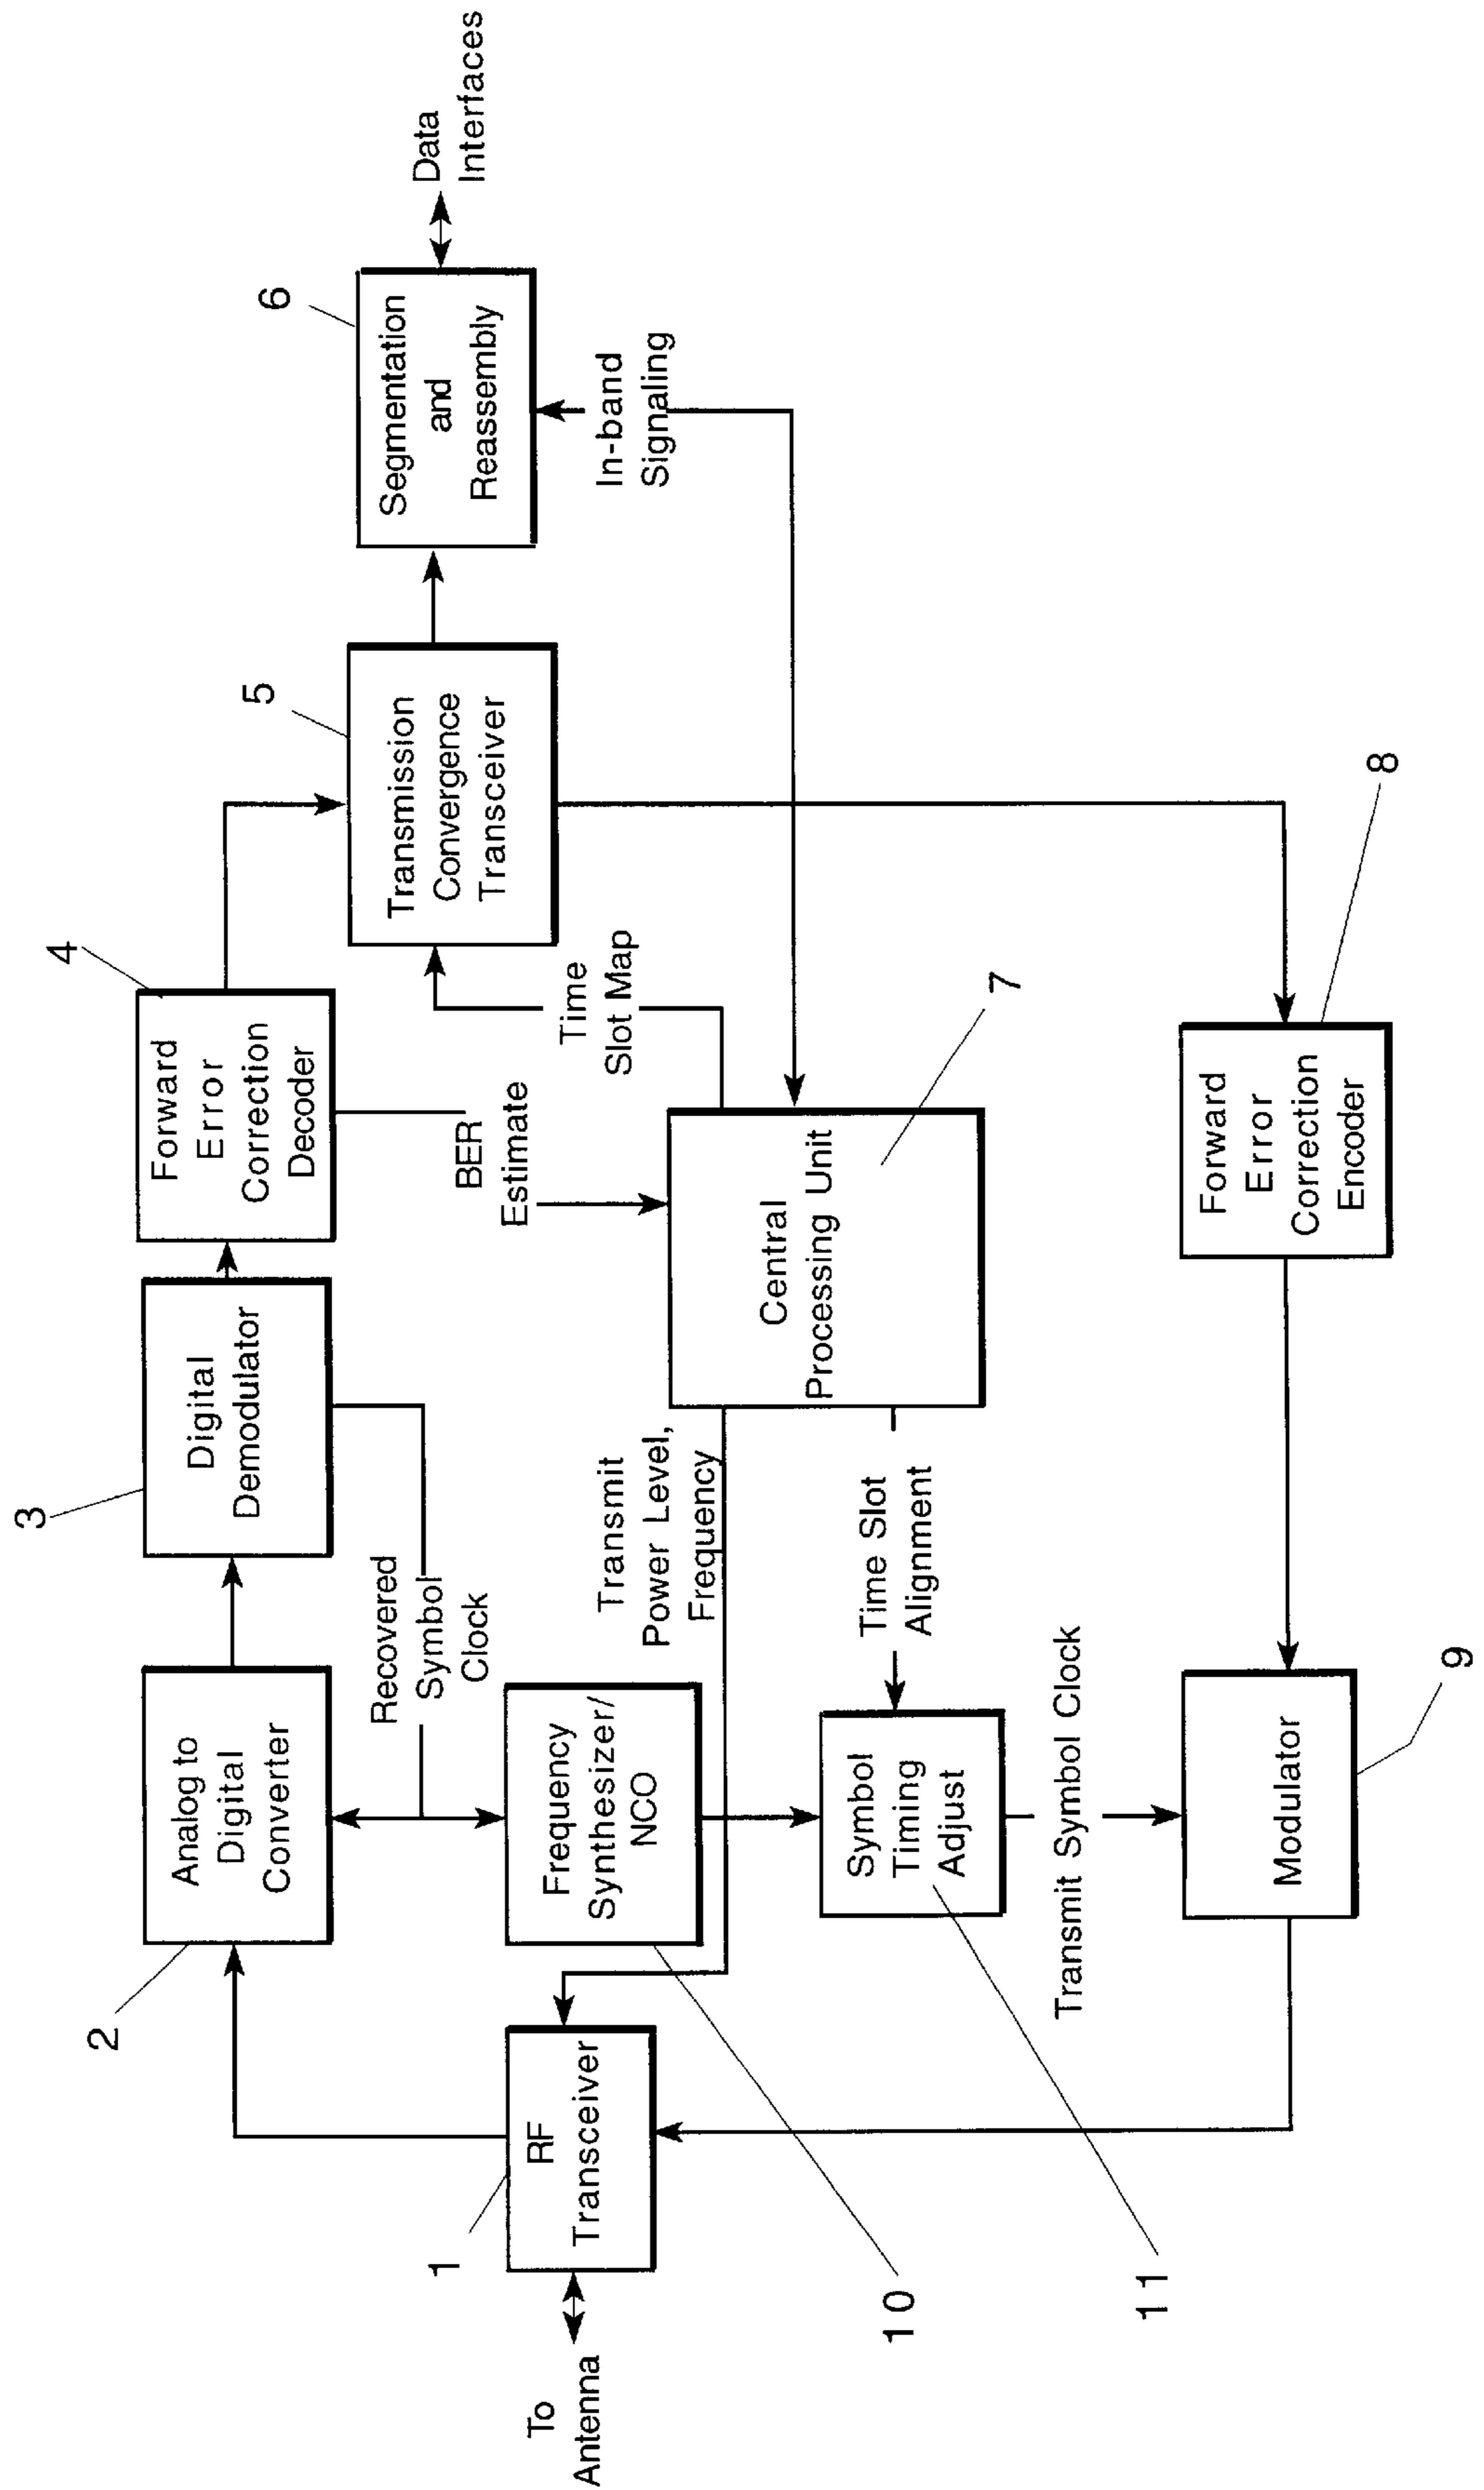 3
4
Forward
Error
Correction
Decoder
Digital
Demodulator
2
Analog to
Digital
Converter
5
Transmission
Convergence
Transceiver
6
Segmentation
and
Reassembly
Data
Interfaces
Recovered
Symbol
Clock
BER
Estimate
Time
Slot Map
In-band
Signaling
1
RF
Transceiver
To
Antenna
Frequency
Synthesizer/
NCO
10
Transmit
Power Level,
Frequency
Central
Processing Unit
7
Symbol
Timing
Adjust
11
Time Slot
Alignment
Transmit Symbol Clock
Modulator
9
Forward
Error
Correction
Encoder
8